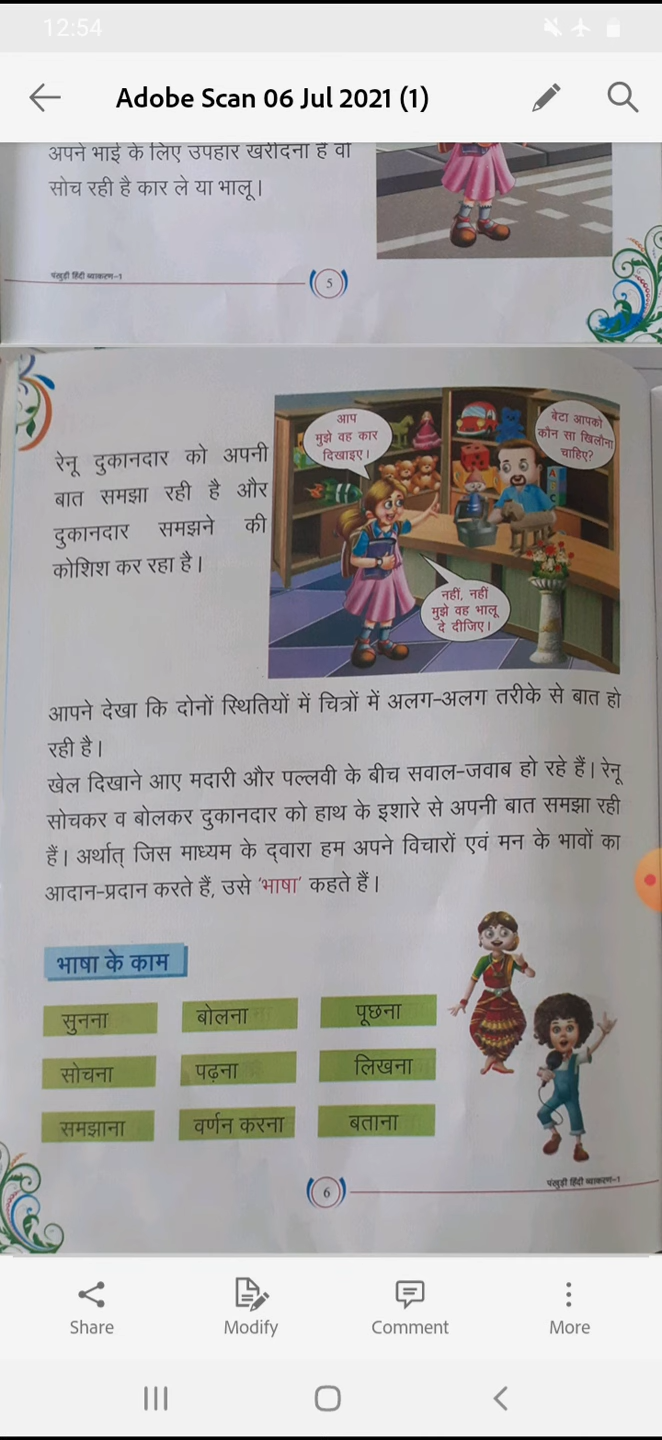 12:54
Adobe Scan 06 Jul 2021 (1)
अपने भाई के लिए उपहार खरीदना है वो
सोच रही है कार ले या भालू।
पंखुड़ी हिंदी व्याकरण-1
5
रेनू दुकानदार को अपनी
बात समझा रही है और
दुकानदार समझने की
कोशिश कर रहा है।
आप
मुझे वह कार
दिखाइए।
बेटा आपको
कौन सा खिलौना
चाहिए?
A
B
C
नहीं, नहीं
मुझे वह भालू
दे दीजिए।
आपने देखा कि दोनों स्थितियों में चित्रों में अलग-अलग तरीके से बात हो
रही है।
खेल दिखाने आए मदारी और पल्लवी के बीच सवाल-जवाब हो रहे हैं। रेनू
सोचकर व बोलकर दुकानदार को हाथ के इशारे से अपनी बात समझा रही
हैं। अर्थात् जिस माध्यम के द्वारा हम अपने विचारों एवं मन के भावों का
आदान-प्रदान करते हैं, उसे 'भाषा' कहते हैं।
भाषा के काम
सुनना बोलना पूछना
सोचना पढ़ना लिखना
समझाना वर्णन करना बताना
6
पंखुड़ी हिंदी व्याकरण-1
Share Modify Comment More